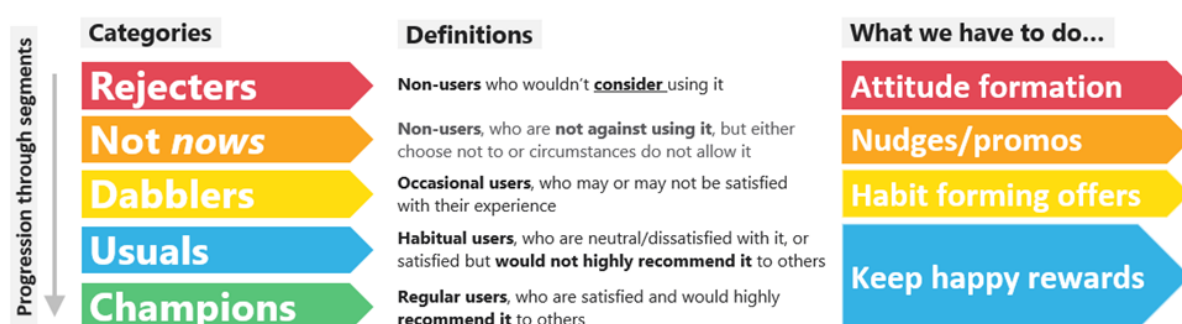 Progression through segments
Categories
Definitions
What we have to do...
Rejecters
Non-users who wouldn't consider using it
Attitude formation
Not nows
Non-users, who are not against using it, but either
choose not to or circumstances do not allow it
Nudges/promos
Dabblers
Occasional users, who may or may not be satisfied
with their experience
Habit forming offers
Usuals
Habitual users, who are neutral/dissatisfied with it, or
satisfied but would not highly recommend it to others
Keep happy rewards
Champions
Regular users, who are satisfied and would highly
recommend it to others